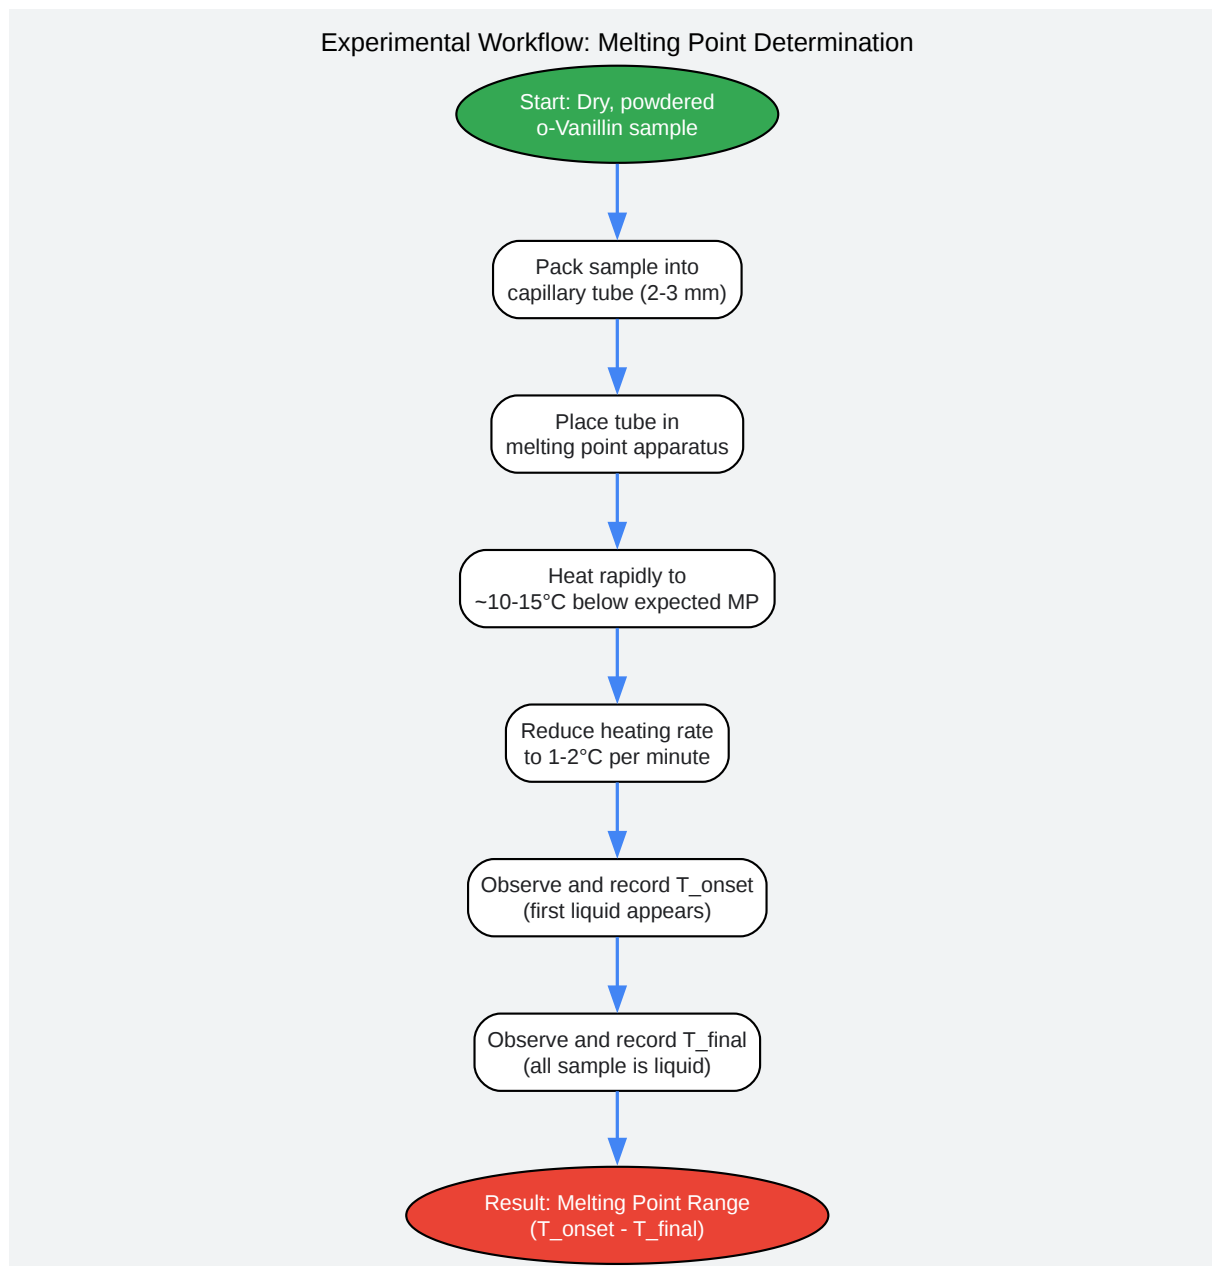 Experimental Workflow: Melting Point Determination
Start: Dry, powdered
o-Vanillin sample
Pack sample into
capillary tube (2-3 mm)
Place tube in
melting point apparatus
Heat rapidly to
~10-15°C below expected MP
Reduce heating rate
to 1-2°C per minute
Observe and record T_onset
(first liquid appears)
Observe and record T_final
(all sample is liquid)
Result: Melting Point Range
(T_onset - T_final)